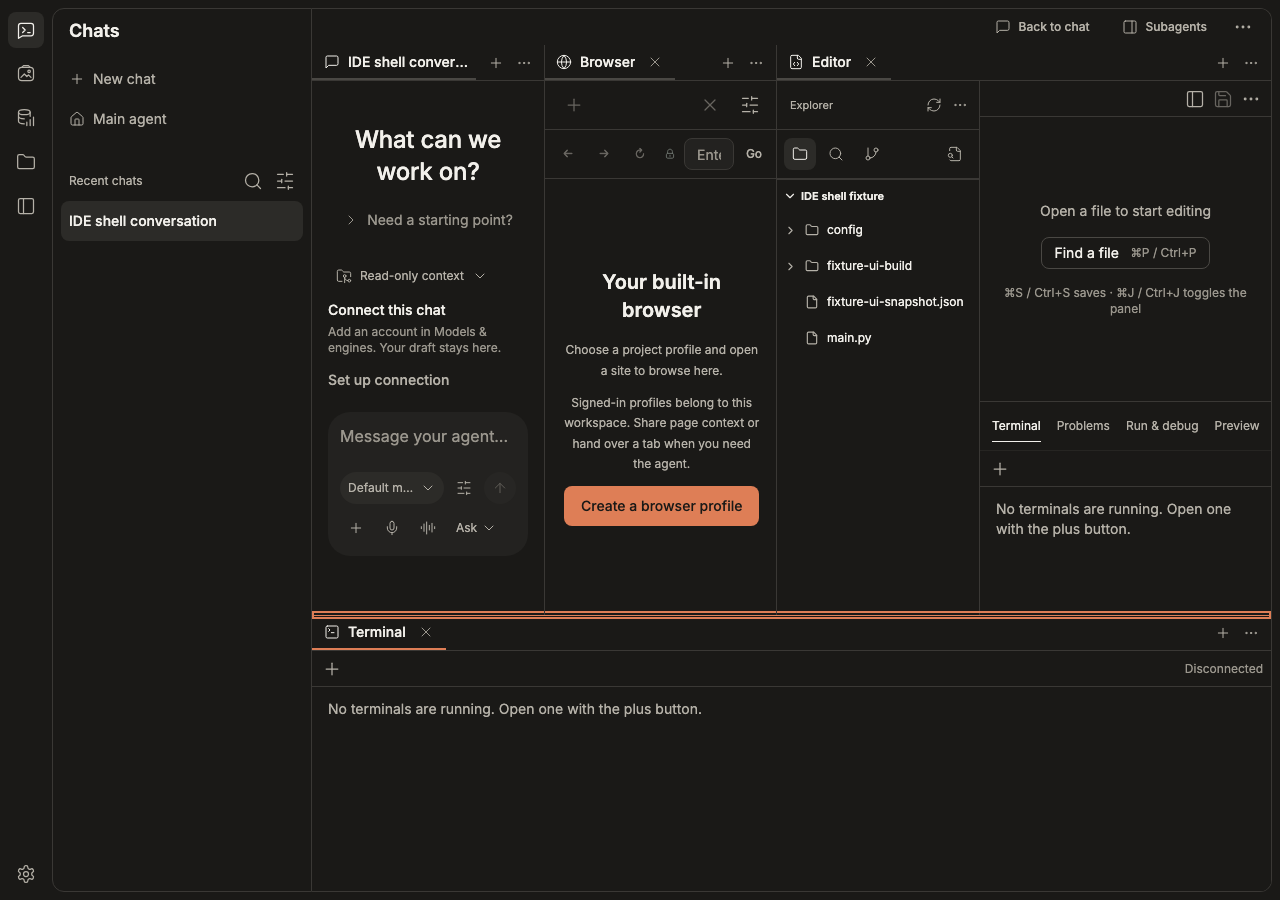 Chats
New chat
Main agent
Recent chats
IDE shell conversation
Back to chat
Subagents
IDE shell conver...
What can we
work on?
Need a starting point?
Read-only context
Connect this chat
Add an account in Models &
engines. Your draft stays here.
Set up connection
Message your agent...
Default m...
Ask
Browser
Go
Your built-in
browser
Choose a project profile and open
a site to browse here.
Signed-in profiles belong to this
workspace. Share page context or
hand over a tab when you need
the agent.
Create a browser profile
Editor
Explorer
IDE shell fixture
config
fixture-ui-build
fixture-ui-snapshot.json
main.py
Open a file to start editing
Find a file ⌘P / Ctrl+P
⌘S / Ctrl+S saves · ⌘J / Ctrl+J toggles the
panel
Terminal Problems Run & debug Preview
No terminals are running. Open one
with the plus button.
Terminal
Disconnected
No terminals are running. Open one with the plus button.